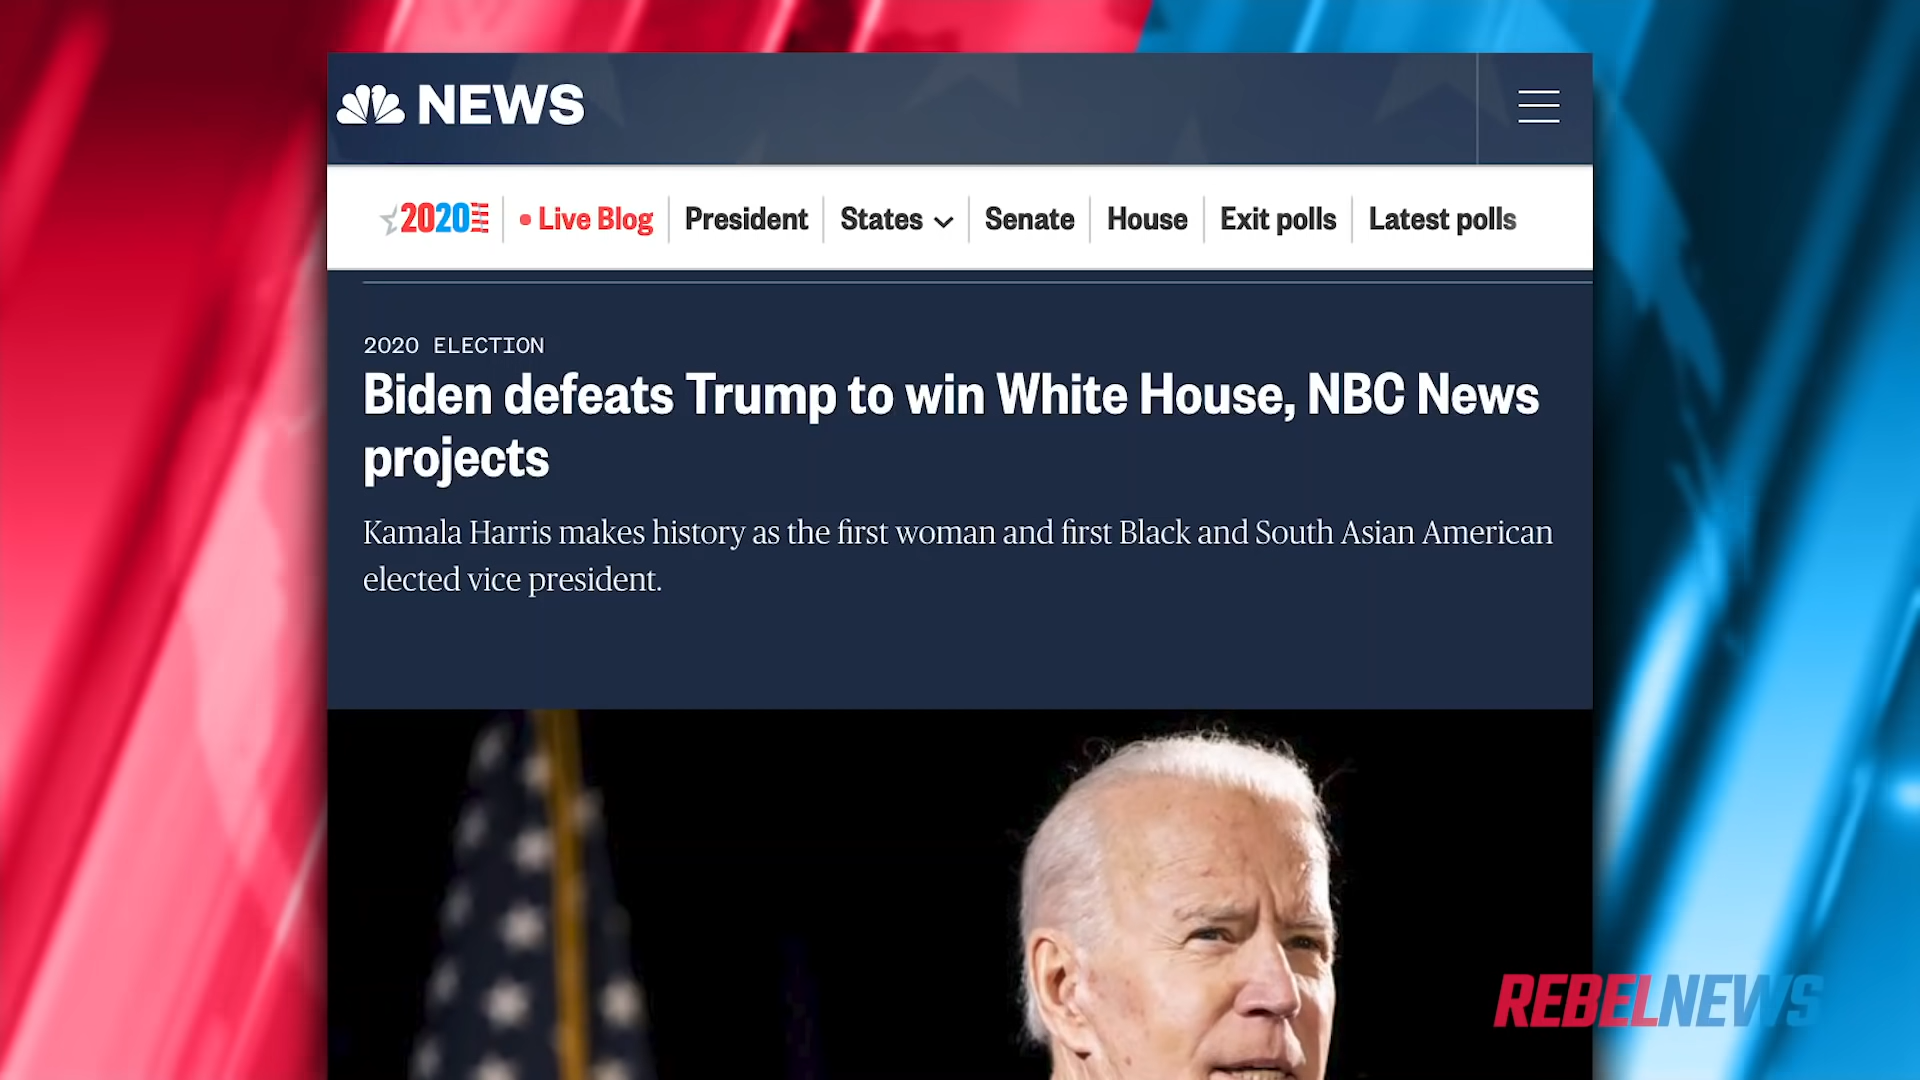 NEWS
2020
Live Blog
President
States
Senate
House
Exit polls
Latest polls
2020 ELECTION
Biden defeats Trump to win White House, NBC News
projects
Kamala Harris makes history as the first woman and first Black and South Asian American
elected vice president.
REBELNEWS